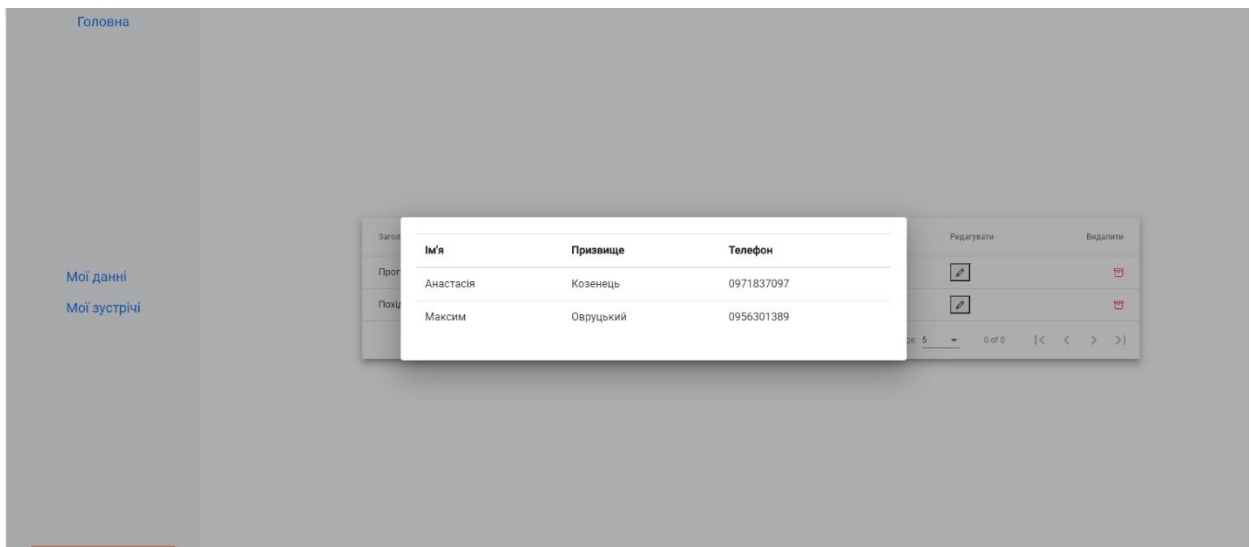 Головна
Мої данні
Мої зустрічі
Редагувати Видалити
Ім'я Призвище Телефон
Анастасія Козенець 0971837097
Максим Овруцький 0956301389
5 0 of 0